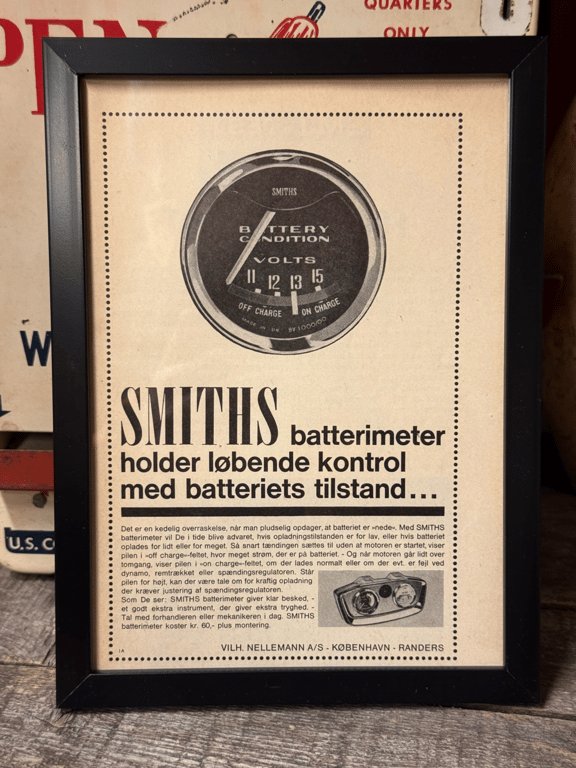 QUARTERS
ONLY
PEN
W
U.S. C
SMITHS
BATTERY
CONDITION
VOLTS
11 12 13 15
OFF CHARGE ON CHARGE
MADE IN
SMITHS batterimeter
holder løbende kontrol
med batteriets tilstand...
Det er en kedelig overraskelse, når man pludselig opdager, at batteriet er »nede«. Med SMITHS
batterimeter vil De i tide blive advaret, hvis opladningstilstanden er for lav, eller hvis batteriet
oplades for lidt eller for meget. Så snart tændingen sættes til uden at motoren er startet, viser
pilen i »off charge«-feltet, hvor meget strøm, der er på batteriet. - Og når motoren går lidt over
tomgang, viser pilen i »on charge«-feltet, om der lades normalt eller om der evt. er fejl ved
dynamo, remtrækket eller spændingsregulatoren. Står
pilen for højt, kan der være tale om for kraftig opladning
der kræver justering af spændingsregulatoren.
Som De ser: SMITHS batterimeter giver klar besked, -
et godt ekstra instrument, der giver ekstra tryghed. -
Tal med forhandleren eller mekanikeren i dag. SMITHS
batterimeter koster kr. 60,- plus montering.
VILH. NELLEMANN A/S - KØBENHAVN - RANDERS